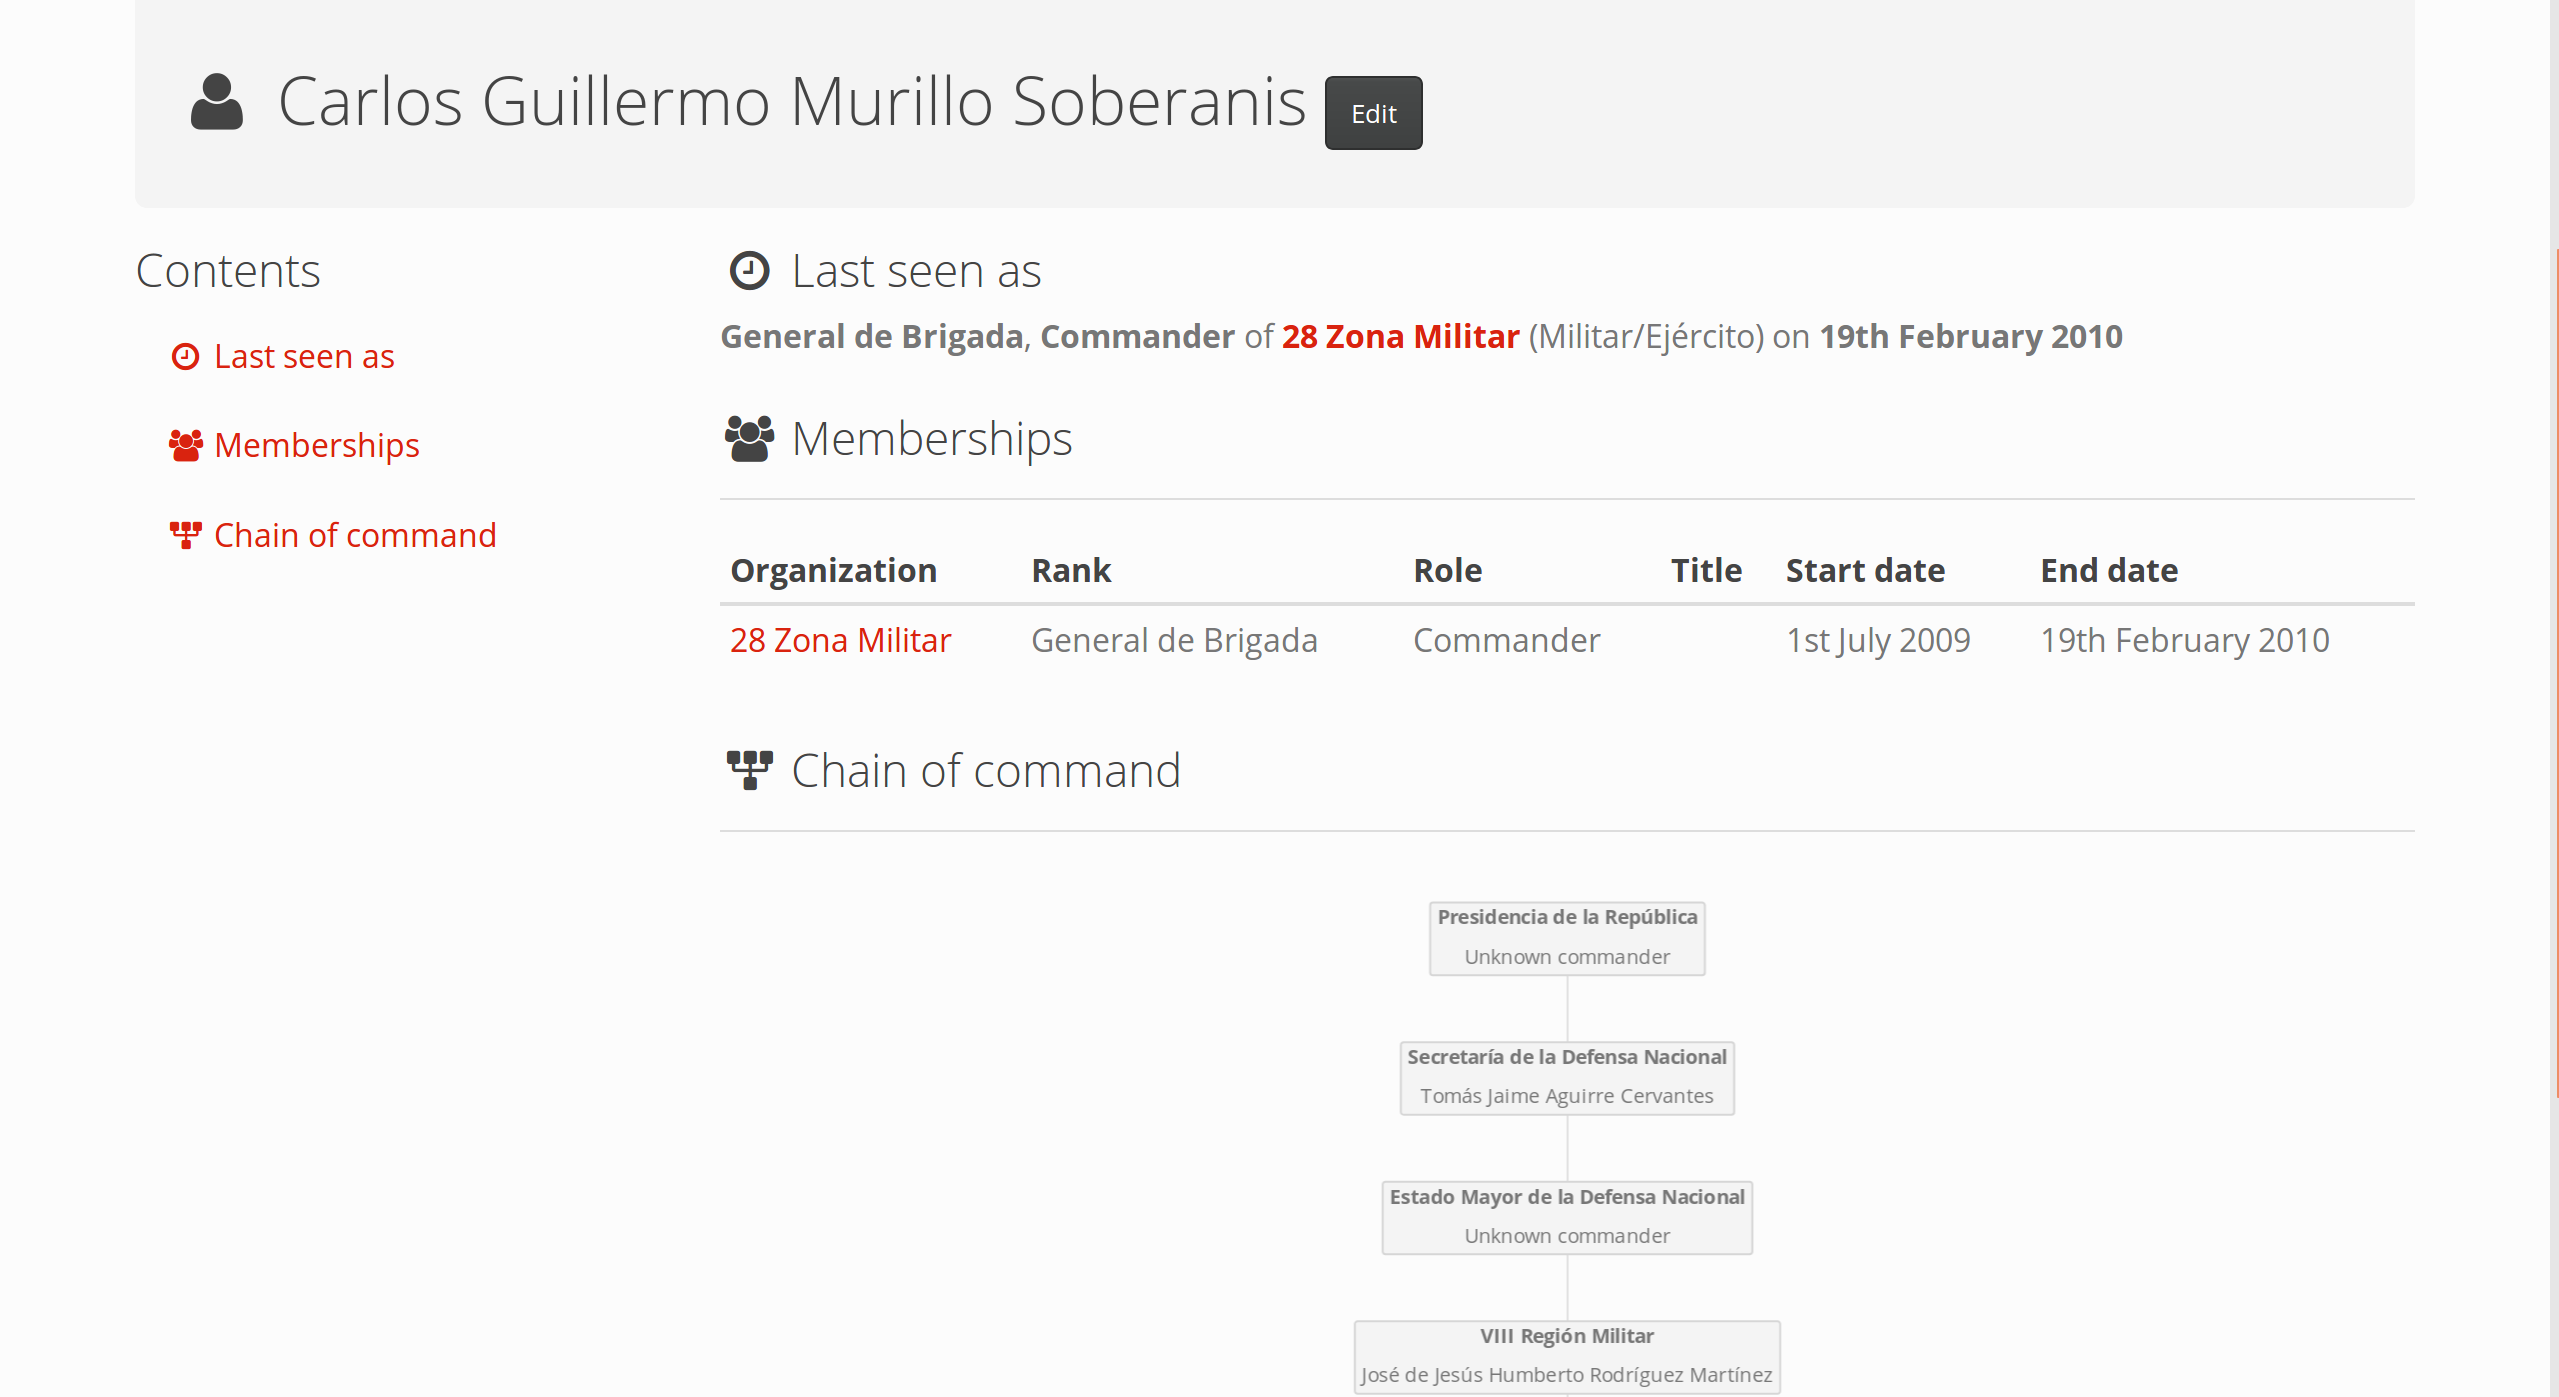 Carlos Guillermo Murillo Soberanis Edit
Contents
Last seen as
Memberships
Chain of command
Last seen as
General de Brigada, Commander of 28 Zona Militar (Militar/Ejército) on 19th February 2010
Memberships
Organization Rank Role Title Start date End date
28 Zona Militar General de Brigada Commander 1st July 2009 19th February 2010
Chain of command
Presidencia de la República
Unknown commander
Secretaría de la Defensa Nacional
Tomás Jaime Aguirre Cervantes
Estado Mayor de la Defensa Nacional
Unknown commander
VIII Región Militar
José de Jesús Humberto Rodríguez Martínez